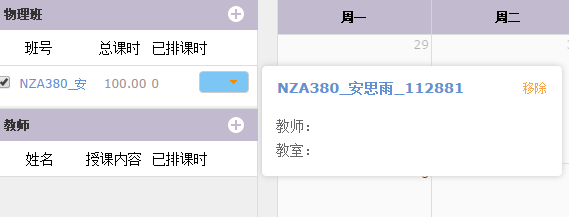 物理班
班号 总课时 已排课时
NZA380_安 100.00 0
教师
姓名 授课内容 已排课时
周一 周二
29
NZA380_安思雨_112881 移除
教师：
教室：